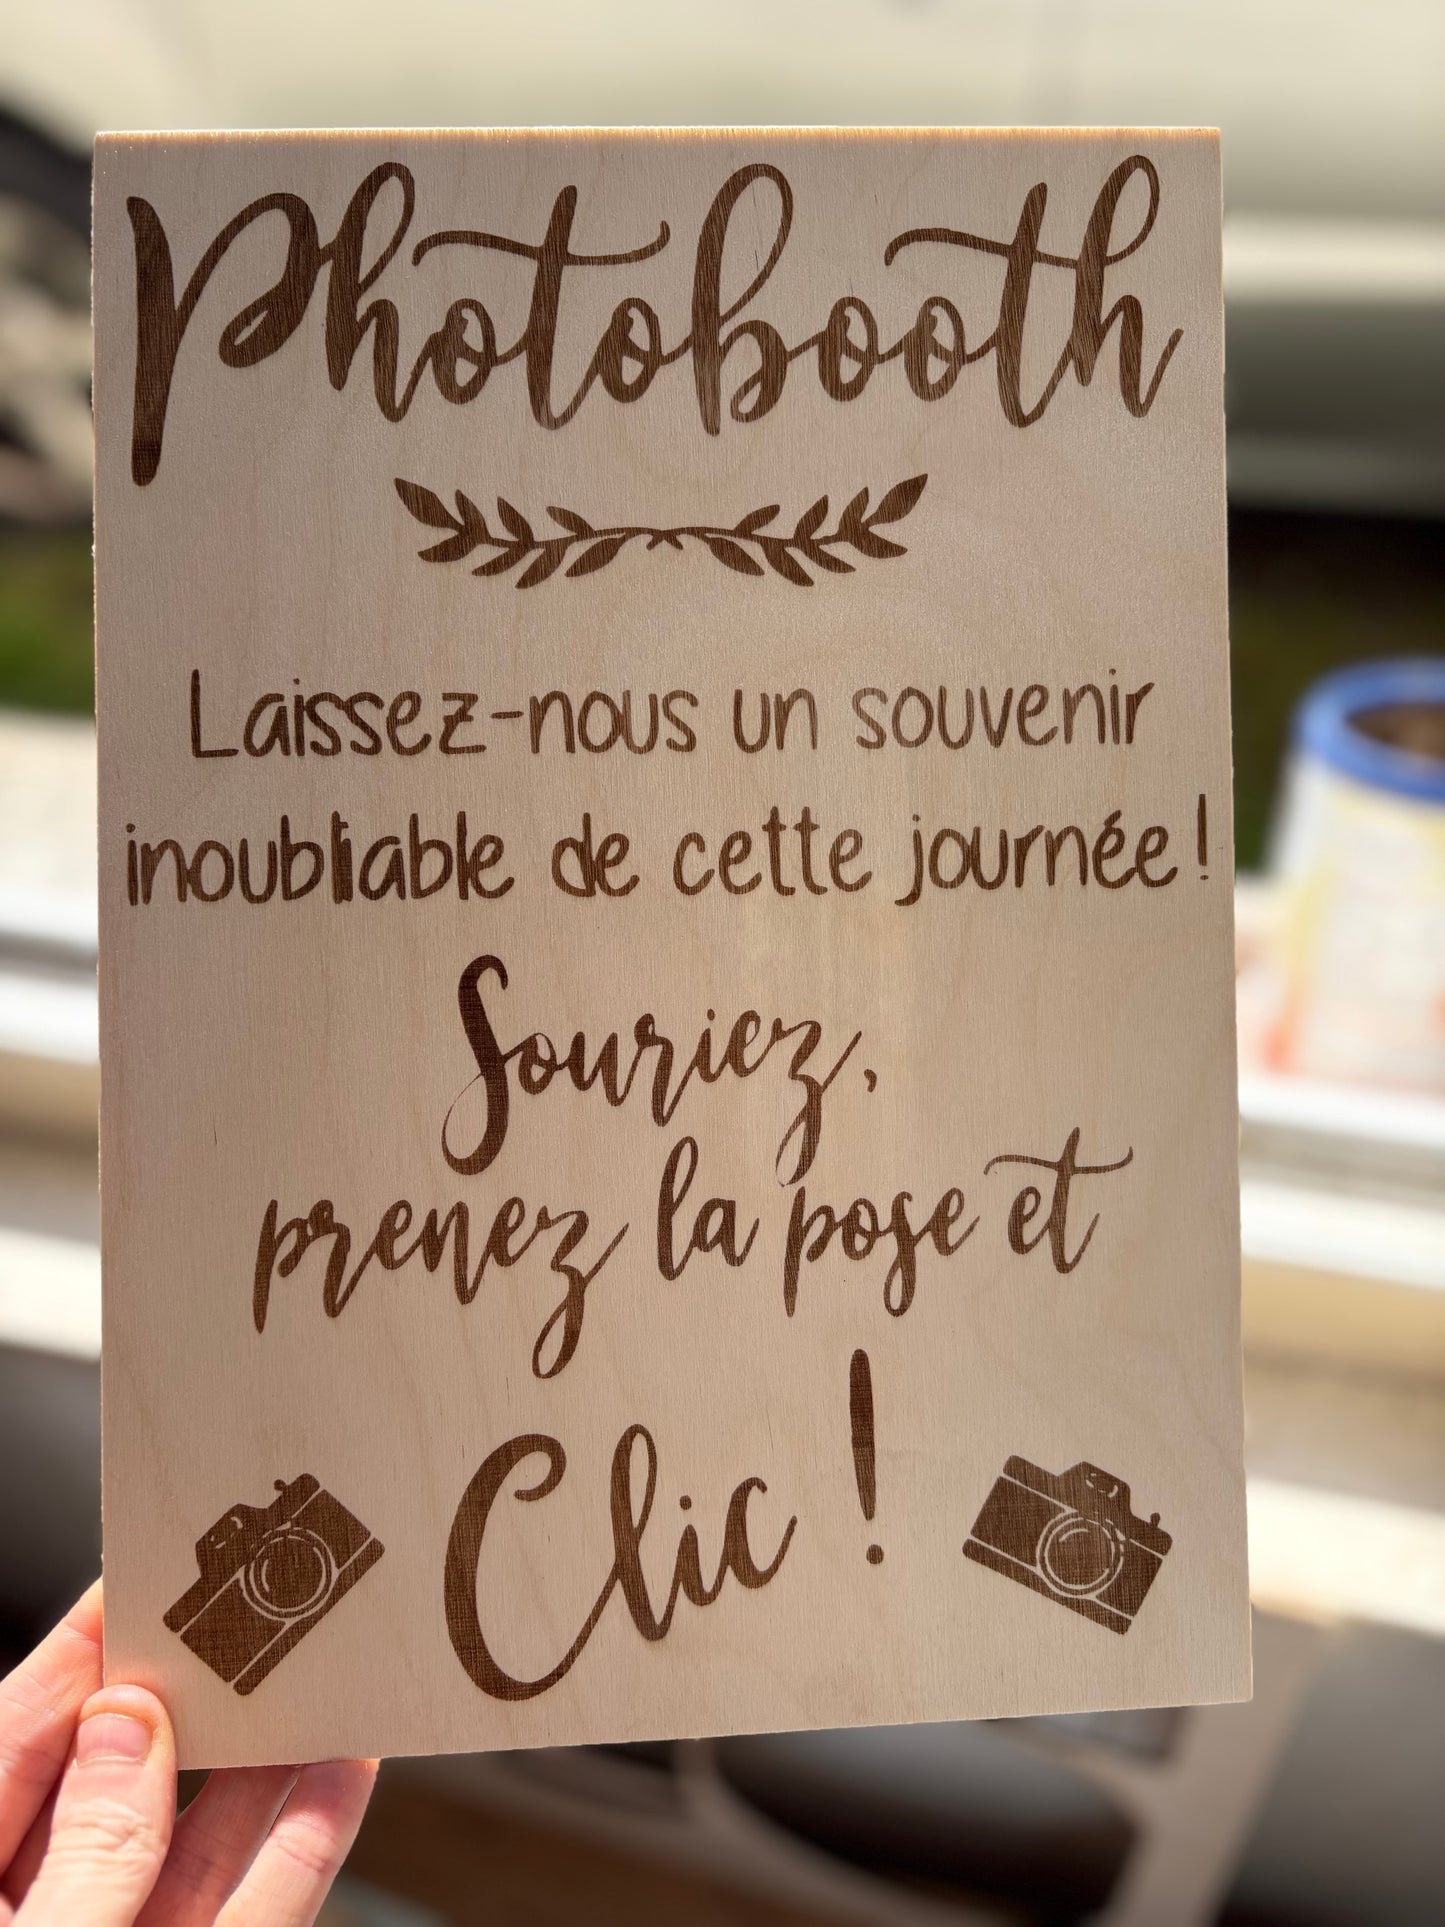 Photobooth
Laissez-nous un souvenir
inoubliable de cette journée !
Souriez,
prenez la pose et
Clic !